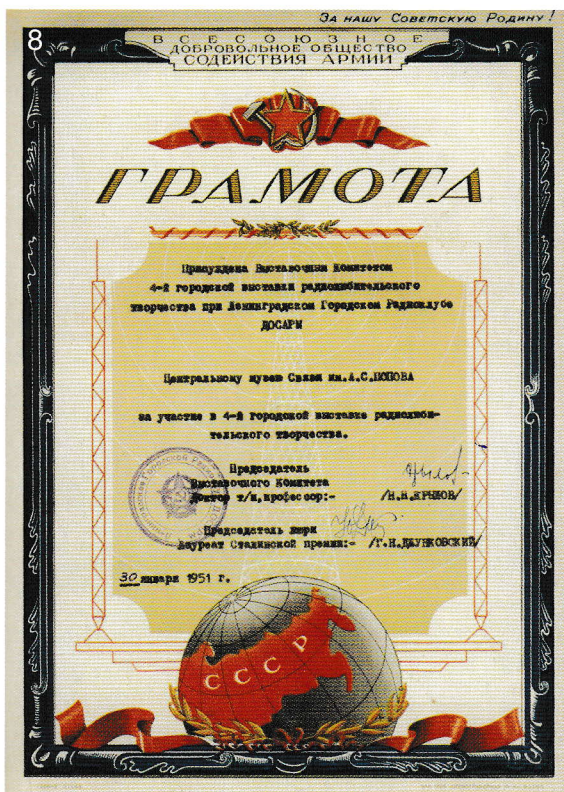 За нашу Советскую Родину!
8
ВСЕСОЮЗНОЕ
ДОБРОВОЛЬНОЕ ОБЩЕСТВО
СОДЕЙСТВИЯ АРМИИ
ГРАМОТА
Присуждена Выставочным Комитетом
4-й городской выставки радиолюбительского
творчества при Ленинградском Городском Радиоклубе
ДОСАРМ
Центральному музею Связи им.А.С.ПОПОВА
за участие в 4-й городской выставке радиолюби-
тельского творчества.
Председатель
Выставочного Комитета
Доктор т/н, профессор:- /Н.Н.КРЫЛОВ/
Председатель жюри
Лауреат Сталинской премии:- /Г.Н.ДЖУНКОВСКИЙ/
30 января 1951 г.
СССР